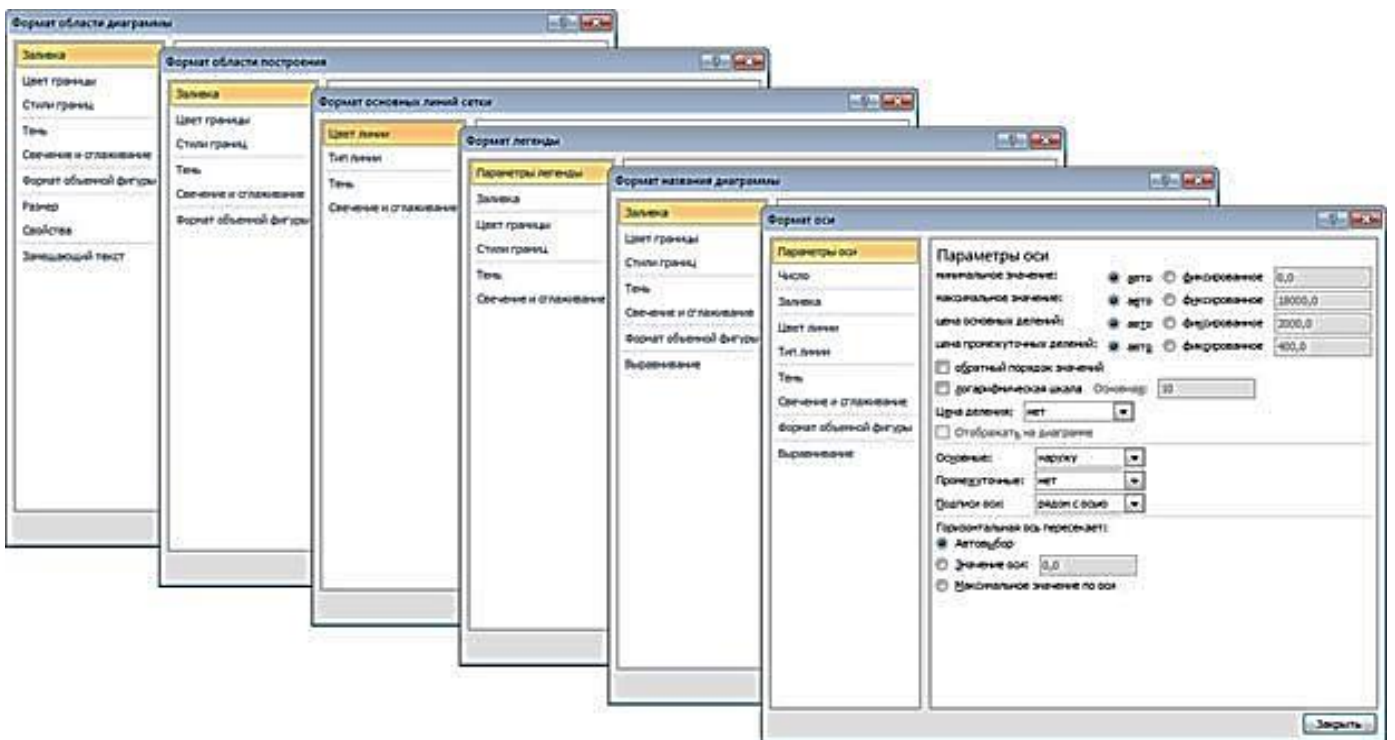 Формат области диаграммы
Заливка
Цвет границы
Стили границ
Тень
Свечение и сглаживание
Формат объемной фигуры
Размер
Свойства
Замещающий текст
Формат области построения
Заливка
Цвет границы
Стили границ
Тень
Свечение и сглаживание
Формат объемной фигуры
Формат основных линий сетки
Цвет линии
Тип линии
Тень
Свечение и сглаживание
Формат легенды
Параметры легенды
Заливка
Цвет границы
Стили границ
Тень
Свечение и сглаживание
Формат названия диаграммы
Заливка
Цвет границы
Стили границ
Тень
Свечение и сглаживание
Формат объемной фигуры
Выравнивание
Формат оси
Параметры оси
Число
Заливка
Цвет линии
Тип линии
Тень
Свечение и сглаживание
Формат объемной фигуры
Выравнивание
Параметры оси
минимальное значение: авто фиксированное 0,0
максимальное значение: авто фиксированное 18000,0
цена основных делений: авто фиксированное 2000,0
цена промежуточных делений: авто фиксированное 400,0
обратный порядок значений
логарифмическая шкала Основная: 10
Цена деления: нет
Отображать на диаграмме
Основные: наружу
Промежуточные: нет
Подписи оси: рядом с осью
Горизонтальная ось пересекает:
Автовыбор
Значение оси: 0,0
Максимальное значение по оси
Закрыть